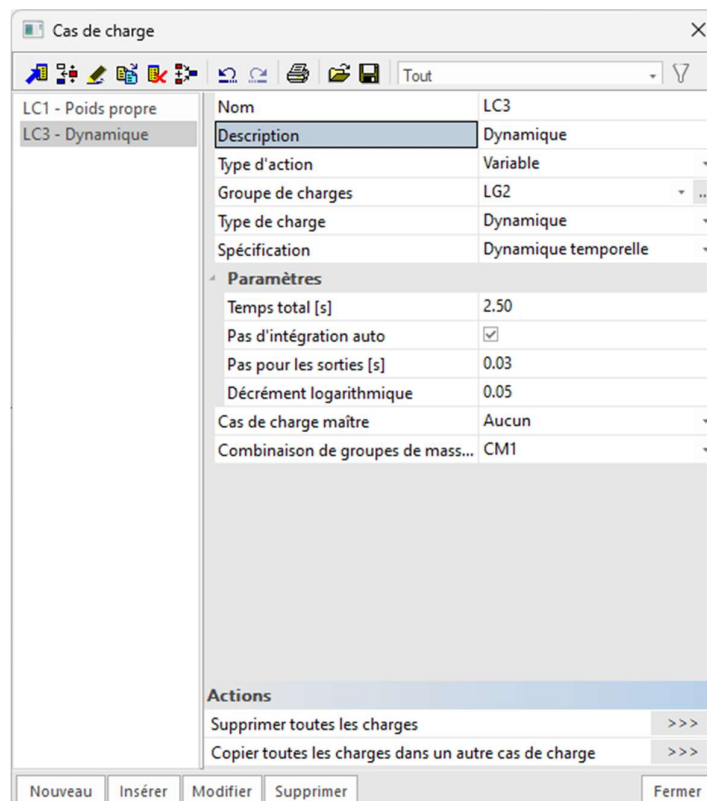 Cas de charge
Tout
LC1 - Poids propre
LC3 - Dynamique
Nom LC3
Description Dynamique
Type d'action Variable
Groupe de charges LG2 ...
Type de charge Dynamique
Spécification Dynamique temporelle
Paramètres
Temps total [s] 2.50
Pas d'intégration auto
Pas pour les sorties [s] 0.03
Décrément logarithmique 0.05
Cas de charge maître Aucun
Combinaison de groupes de mass... CM1
Actions
Supprimer toutes les charges >>>
Copier toutes les charges dans un autre cas de charge >>>
Nouveau Insérer Modifier Supprimer Fermer